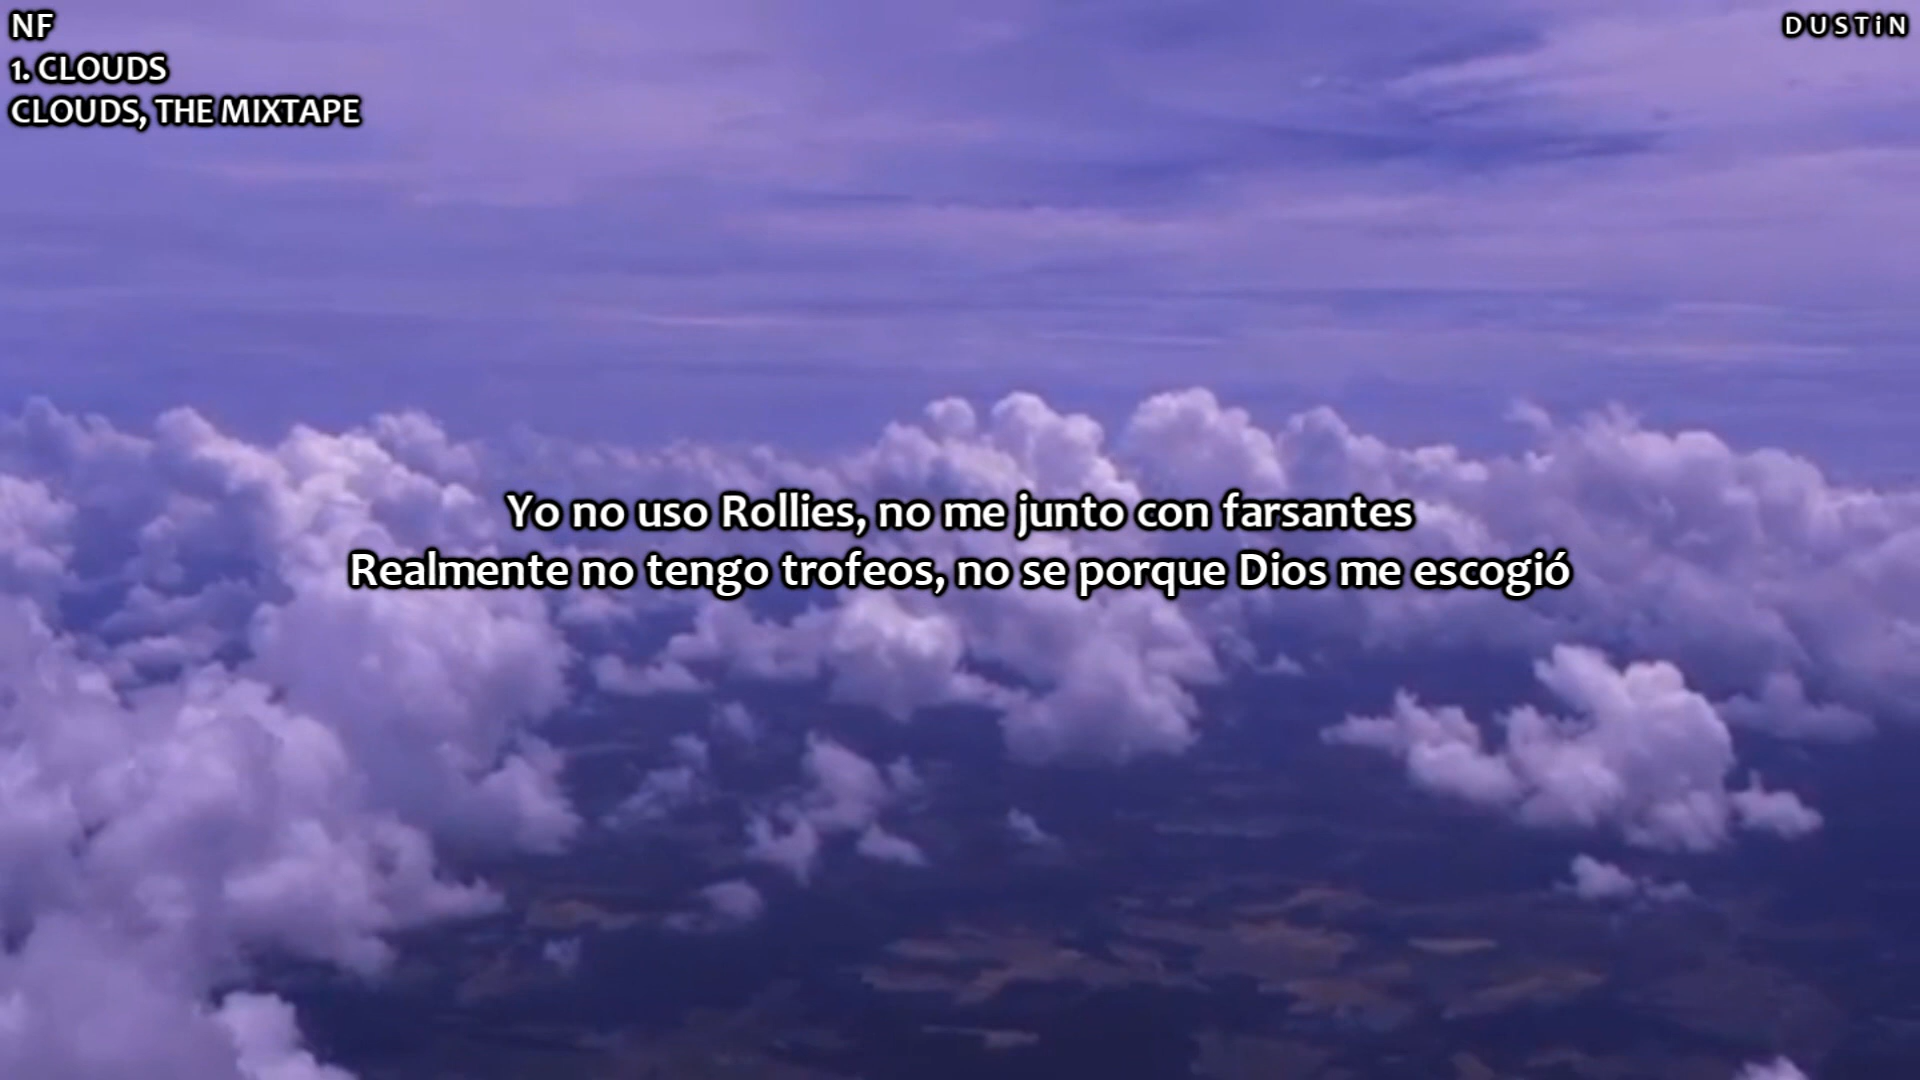 NF
1. CLOUDS
CLOUDS, THE MIXTAPE
DUSTiN
Yo no uso Rollies, no me junto con farsantes
Realmente no tengo trofeos, no se porque Dios me escogió